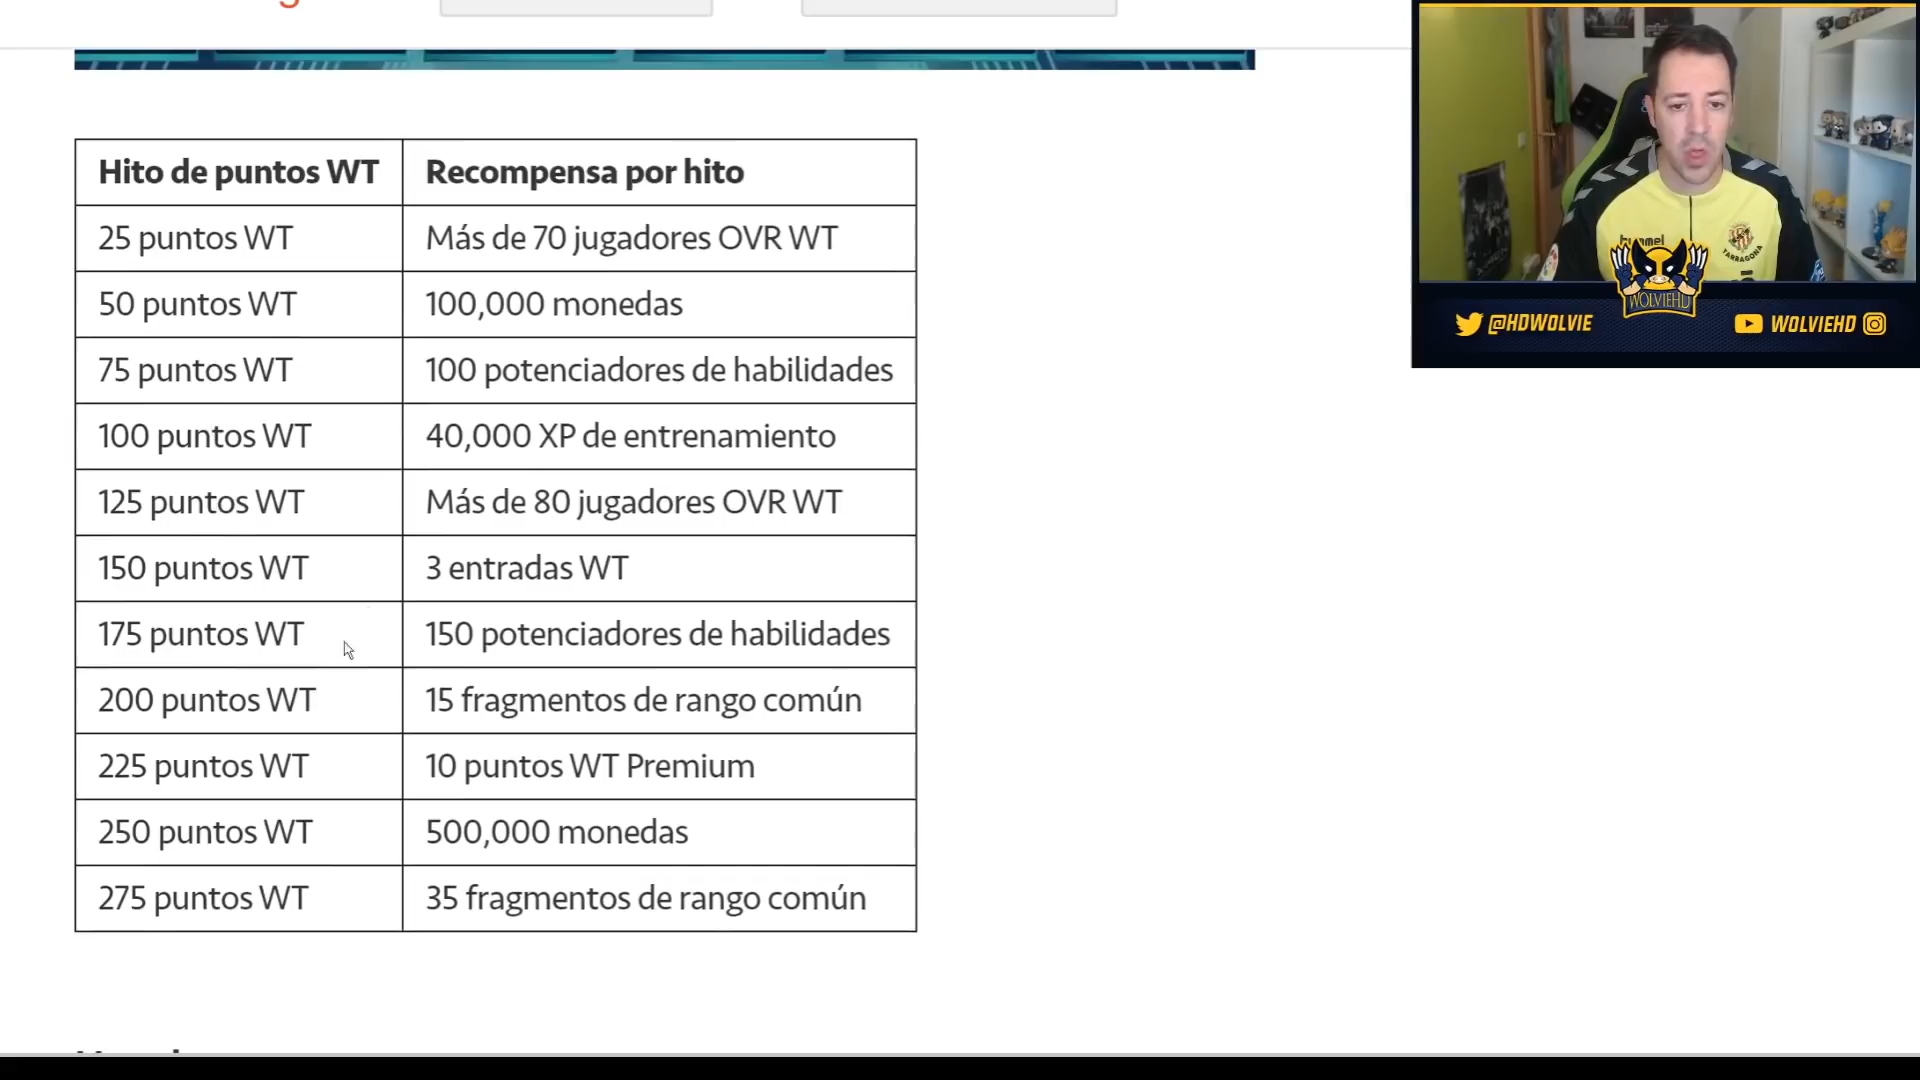 Hito de puntos WT Recompensa por hito
25 puntos WT Más de 70 jugadores OVR WT
50 puntos WT 100,000 monedas
75 puntos WT 100 potenciadores de habilidades
100 puntos WT 40,000 XP de entrenamiento
125 puntos WT Más de 80 jugadores OVR WT
150 puntos WT 3 entradas WT
175 puntos WT 150 potenciadores de habilidades
200 puntos WT 15 fragmentos de rango común
225 puntos WT 10 puntos WT Premium
250 puntos WT 500,000 monedas
275 puntos WT 35 fragmentos de rango común
hummel
TARRAGONA
WOLVIEHD
@HDWOLVIE
WOLVIEHD